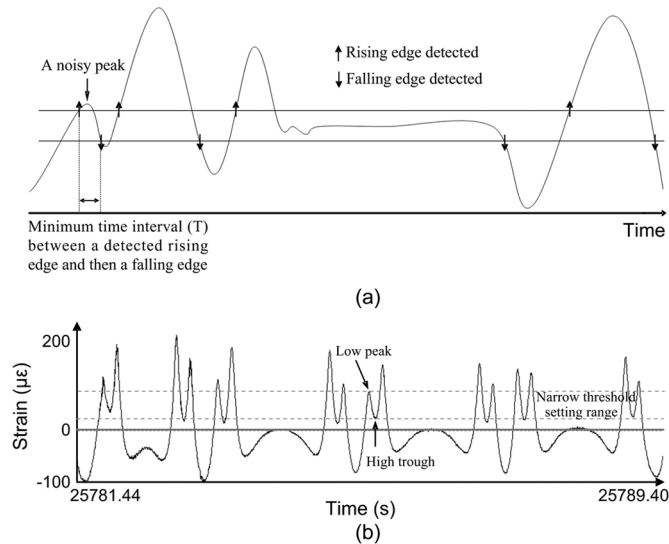 A noisy peak
Rising edge detected
Falling edge detected
Time
Minimum time interval (T)
between a detected rising
edge and then a falling edge
(a)
200
Low peak
Narrow threshold
setting range
Strain (με)
0
High trough
-100
25781.44
25789.40
Time (s)
(b)